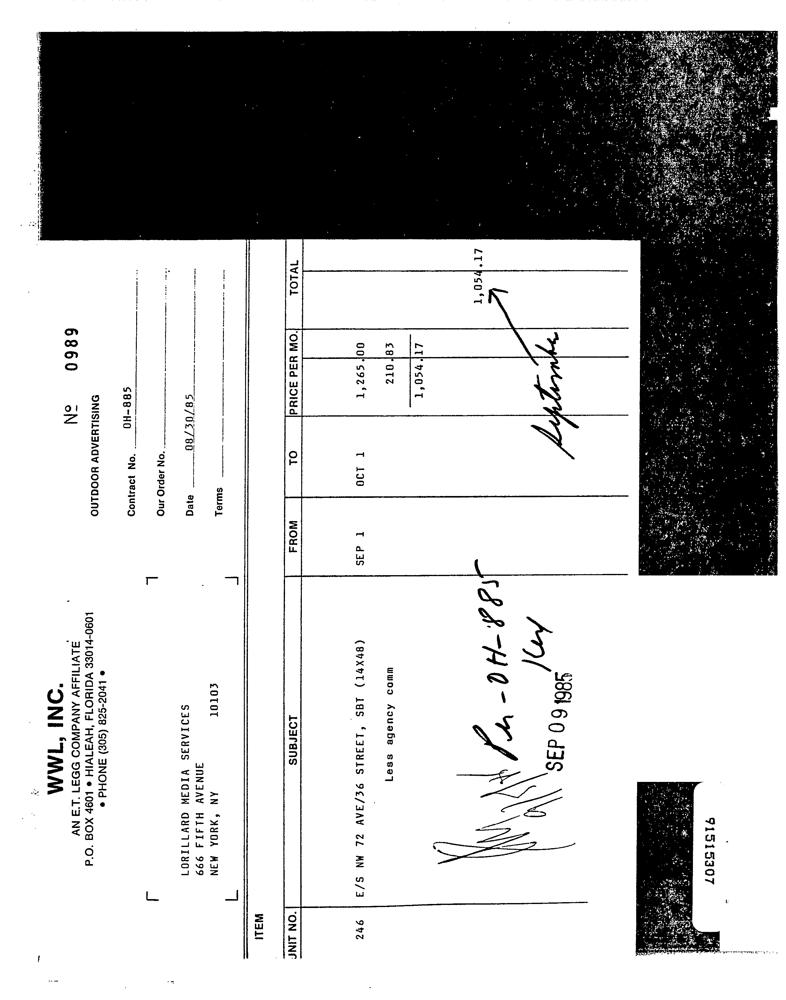 WWL, INC.
AN E.T. LEGG COMPANY AFFILIATE
P.O. BOX 4601 • HIALEAH, FLORIDA 33014-0601
• PHONE (305) 825-2041 •
Nº 0989
OUTDOOR ADVERTISING
Contract No. OH-885
Our Order No.
Date 08/30/85
Terms
LORILLARD MEDIA SERVICES
666 FIFTH AVENUE
NEW YORK, NY 10103
ITEM
UNIT NO. SUBJECT FROM TO PRICE PER MO. TOTAL
246 E/S NW 72 AVE/36 STREET, SBT (14X48) SEP 1 OCT 1 1,265.00
Less agency comm 210.83
1,054.17
1,054.17
September
Per - OH-885
Key
SEP 09 1985
91515307